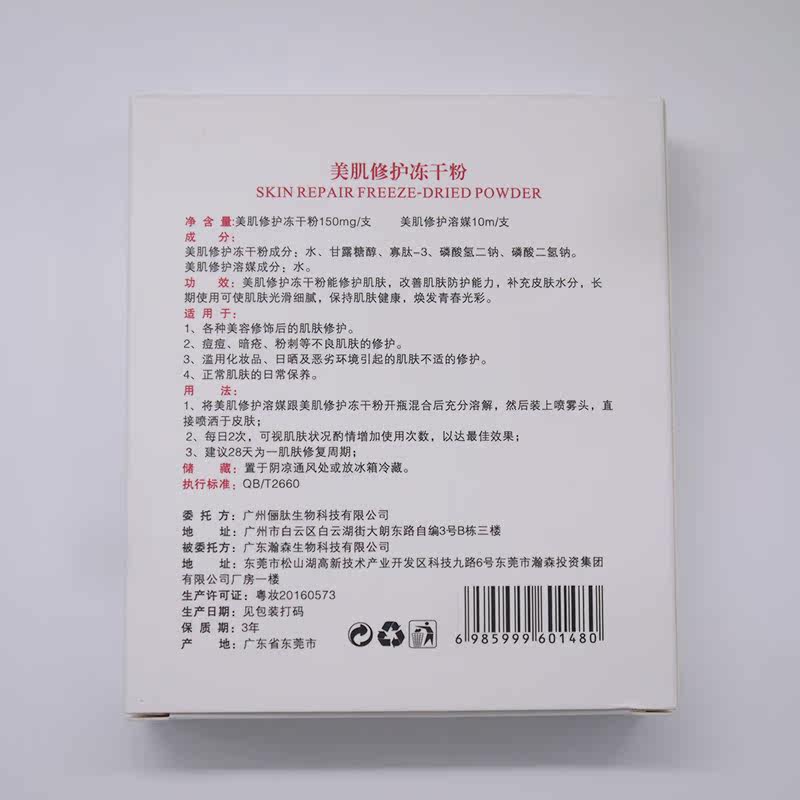 美肌修护冻干粉
SKIN REPAIR FREEZE-DRIED POWDER
净 含 量:美肌修护冻干粉150mg/支 美肌修护溶媒10m/支
成 分:
美肌修护冻干粉成分：水、甘露糖醇、寡肽-3、磷酸氢二钠、磷酸二氢钠。
美肌修护溶媒成分：水。
功 效：美肌修护冻干粉能修护肌肤，改善肌肤防护能力，补充皮肤水分，长
期使用可使肌肤光滑细腻，保持肌肤健康，焕发青春光彩。
适 用 于：
1、各种美容修饰后的肌肤修护。
2、痘痘、暗疮、粉刺等不良肌肤的修护。
3、滥用化妆品、日晒及恶劣环境引起的肌肤不适的修护。
4、正常肌肤的日常保养。
用 法：
1、将美肌修护溶媒跟美肌修护冻干粉开瓶混合后充分溶解，然后装上喷雾头，直
接喷洒于皮肤；
2、每日2次，可视肌肤状况酌情增加使用次数，以达最佳效果；
3、建议28天为一肌肤修复周期；
储 藏：置于阴凉通风处或放冰箱冷藏。
执行标准：QB/T2660
委 托 方：广州俪肽生物科技有限公司
地 址：广州市白云区白云湖街大朗东路自编3号B栋三楼
被委托方：广东瀚森生物科技有限公司
地 址：东莞市松山湖高新技术产业开发区科技九路6号东莞市瀚森投资集团
有限公司厂房一楼
生产许可证：粤妆20160573
生产日期：见包装打码
保 质 期：3年
产 地：广东省东莞市
6 985999 601480